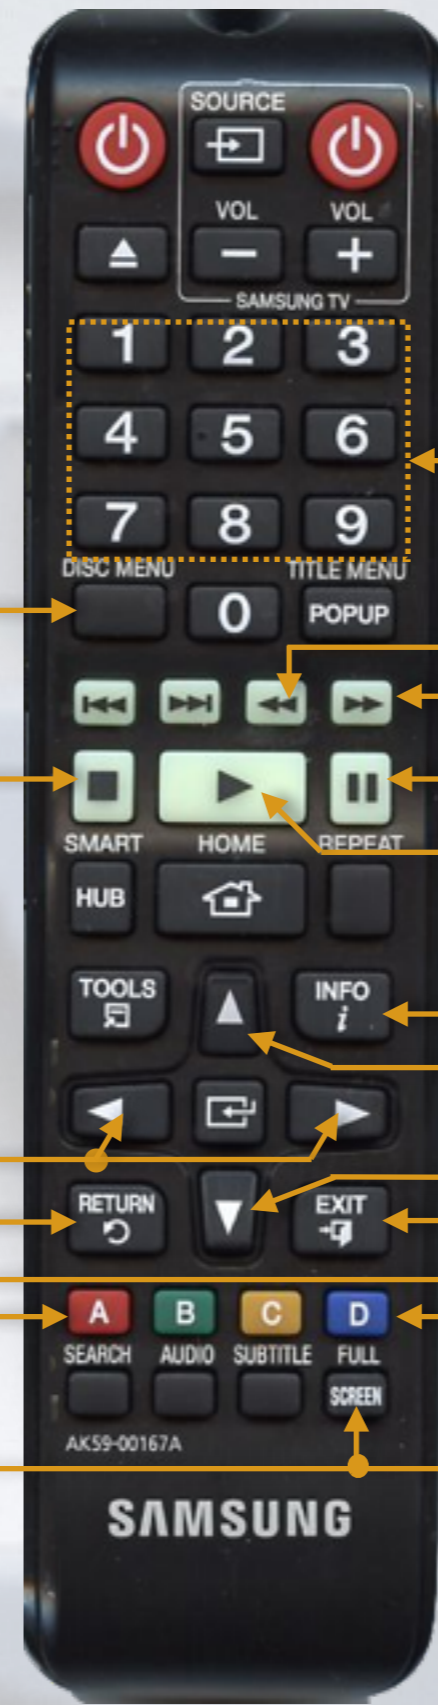 SOURCE
VOL VOL
SAMSUNG TV
1 2 3
4 5 6
7 8 9
DISC MENU TITLE MENU
0 POPUP
SMART HOME REPEAT
HUB
TOOLS INFO
i
RETURN EXIT
A B C D
SEARCH AUDIO SUBTITLE FULL
SCREEN
AK59-00167A
SAMSUNG